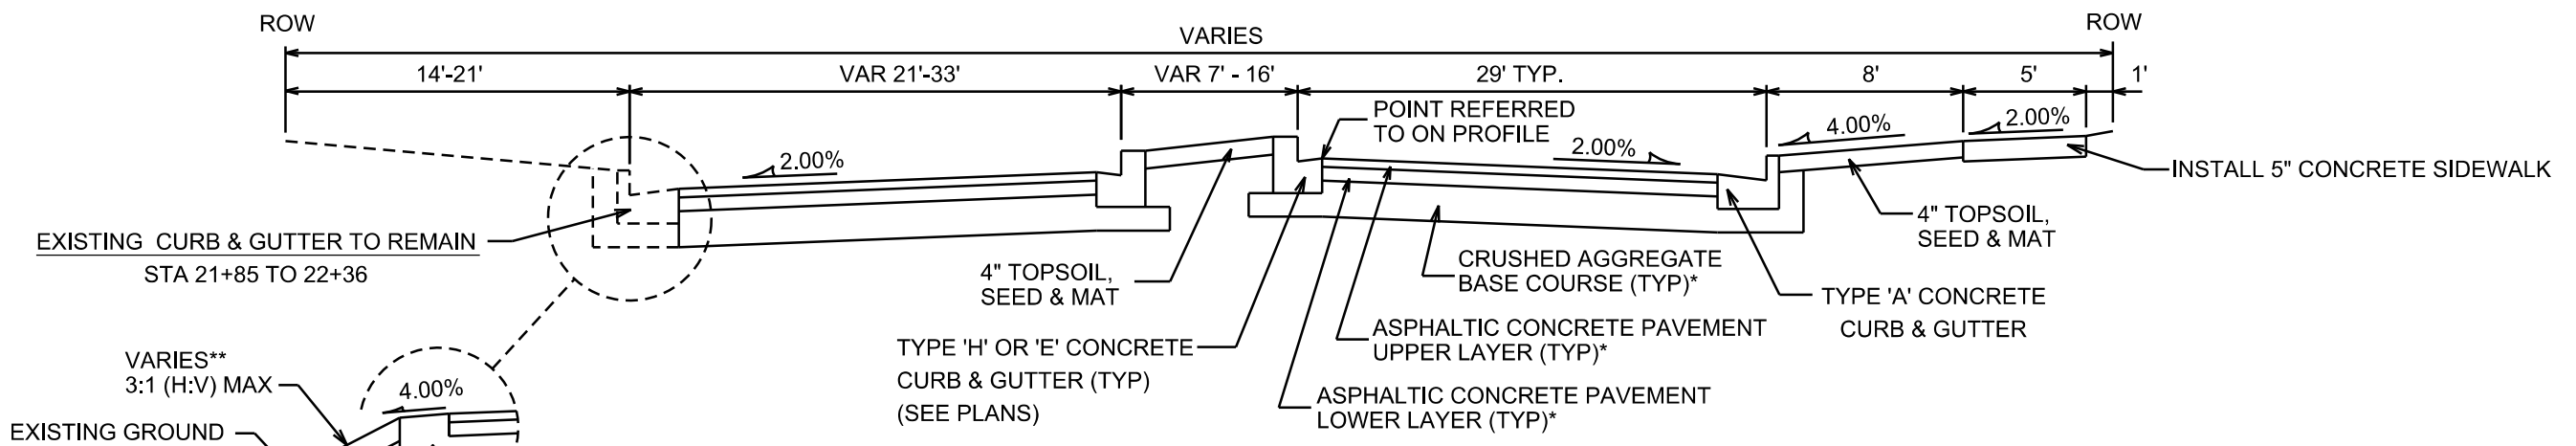 ROW
ROW
VARIES
14'-21'
VAR 21'-33'
VAR 7' - 16'
29' TYP.
8'
5'
1'
POINT REFERRED
TO ON PROFILE
2.00%
2.00%
4.00%
2.00%
INSTALL 5" CONCRETE SIDEWALK
EXISTING CURB & GUTTER TO REMAIN
STA 21+85 TO 22+36
4" TOPSOIL,
SEED & MAT
CRUSHED AGGREGATE
BASE COURSE (TYP)*
4" TOPSOIL,
SEED & MAT
TYPE 'A' CONCRETE
CURB & GUTTER
TYPE 'H' OR 'E' CONCRETE
CURB & GUTTER (TYP)
(SEE PLANS)
ASPHALTIC CONCRETE PAVEMENT
UPPER LAYER (TYP)*
ASPHALTIC CONCRETE PAVEMENT
LOWER LAYER (TYP)*
VARIES**
3:1 (H:V) MAX
4.00%
EXISTING GROUND